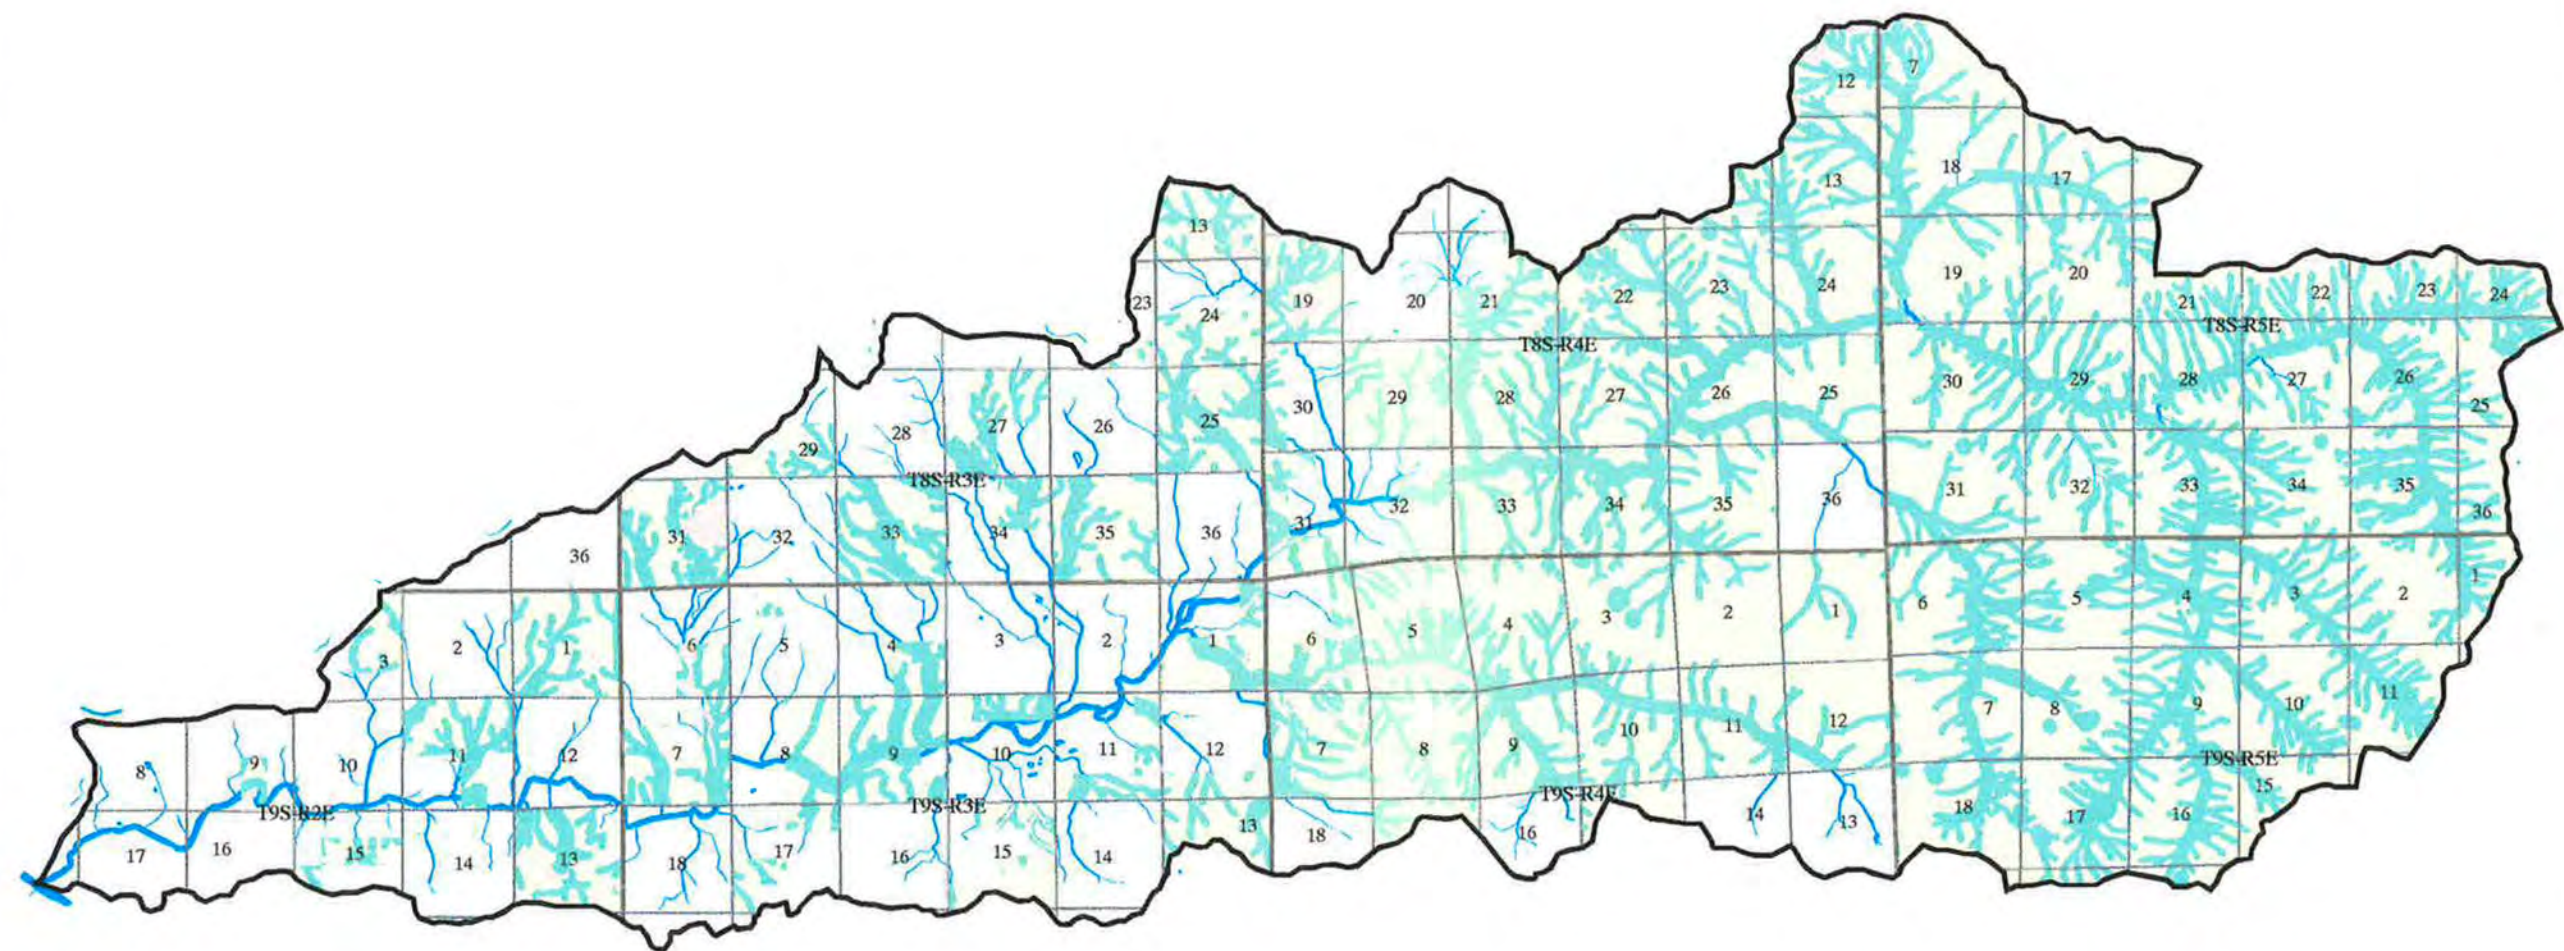 12 7
18
13 17
13
19 20 21 22 23 24 19 20 21 22 23 24
23 24
T8S-R5E
T8S-R4E
29 28 27 26 25
30 29 28 27 26 25
30 29 28 27 26 25
T8S-R3E
31 32 33 34 35 36
31 32 33 34 35 36
36 31 32 33 34 35 36
6 5 4 3 2 1
6 5 4 3 2 1
3 2 1 6 5 4 3 2 1
7 8 9 10 11
7 8 9 10 11 12
8 9 10 11 12 7 8 9 10 11 12
T9S-R5E
T9S-R4E
T9S-R3E
T9S-R2E
18 17 16 15
18 16 14 13
17 16 15 14 13 18 17 16 15 14 13